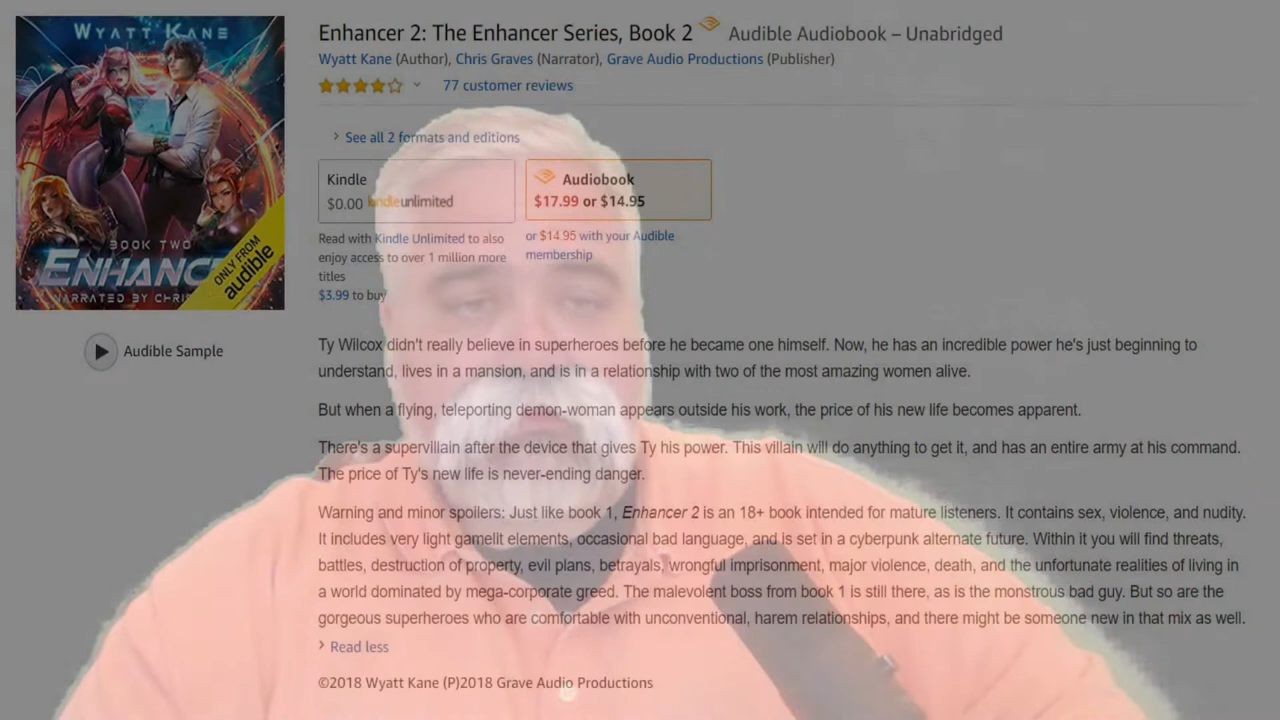 WYATT KANE
BOOK TWO
ENHANC
NARRATED BY CHRIS
ONLY FROM
audible
Enhancer 2: The Enhancer Series, Book 2 Audible Audiobook – Unabridged
Wyatt Kane (Author), Chris Graves (Narrator), Grave Audio Productions (Publisher)
77 customer reviews
See all 2 formats and editions
Kindle
$0.00 kindleunlimited
Read with Kindle Unlimited to also
enjoy access to over 1 million more
titles
$3.99 to buy
Audiobook
$17.99 or $14.95
or $14.95 with your Audible
membership
Audible Sample
Ty Wilcox didn't really believe in superheroes before he became one himself. Now, he has an incredible power he's just beginning to
understand, lives in a mansion, and is in a relationship with two of the most amazing women alive.
But when a flying, teleporting demon-woman appears outside his work, the price of his new life becomes apparent.
There's a supervillain after the device that gives Ty his power. This villain will do anything to get it, and has an entire army at his command.
The price of Ty's new life is never-ending danger.
Warning and minor spoilers: Just like book 1, Enhancer 2 is an 18+ book intended for mature listeners. It contains sex, violence, and nudity.
It includes very light gamelit elements, occasional bad language, and is set in a cyberpunk alternate future. Within it you will find threats,
battles, destruction of property, evil plans, betrayals, wrongful imprisonment, major violence, death, and the unfortunate realities of living in
a world dominated by mega-corporate greed. The malevolent boss from book 1 is still there, as is the monstrous bad guy. But so are the
gorgeous superheroes who are comfortable with unconventional, harem relationships, and there might be someone new in that mix as well.
Read less
©2018 Wyatt Kane (P)2018 Grave Audio Productions